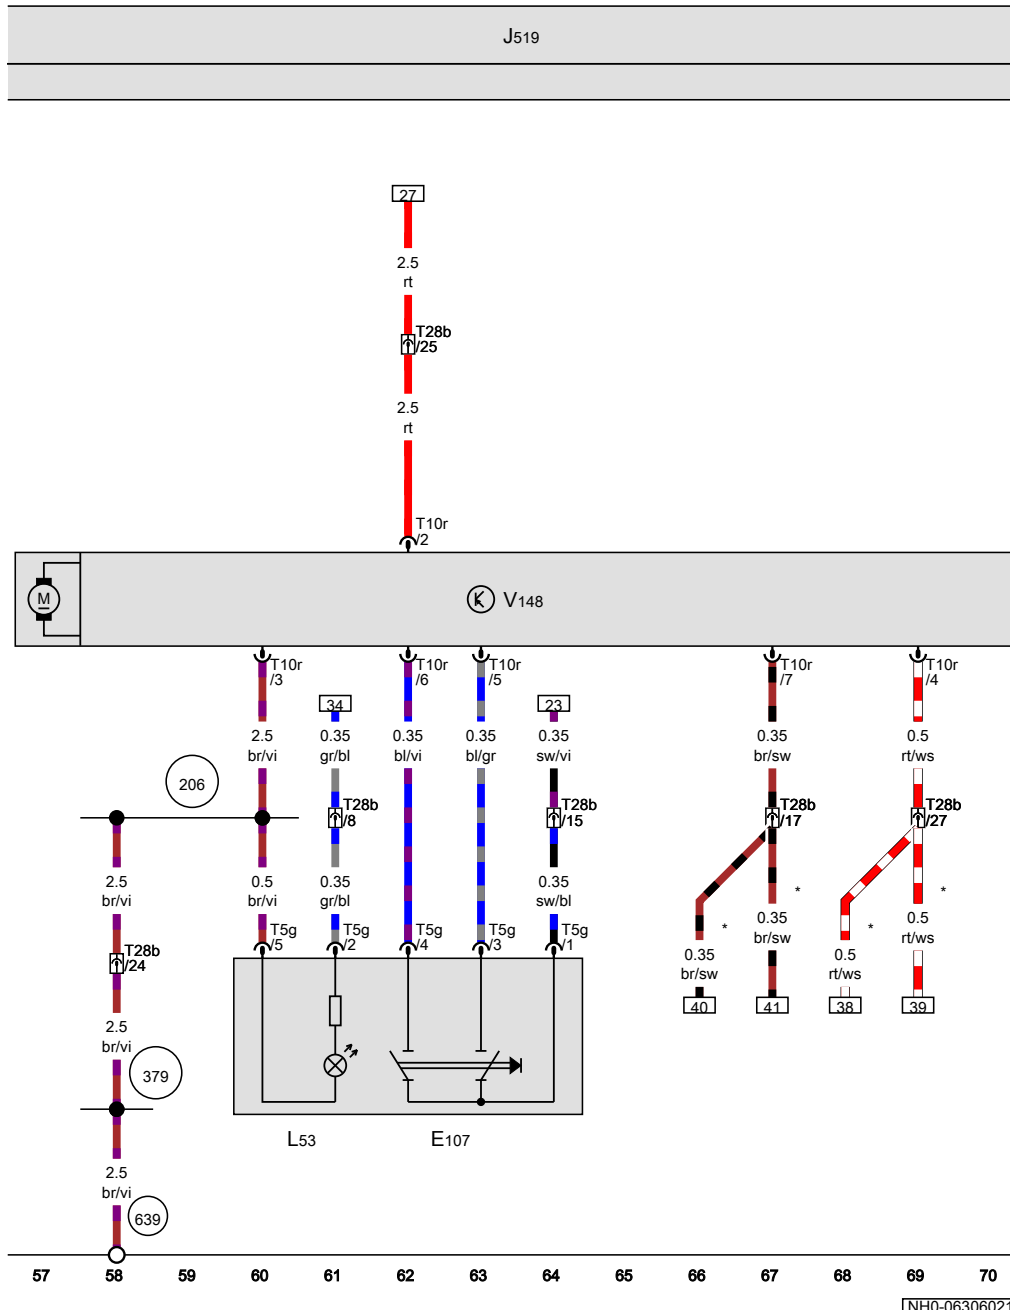 J519
27
2.5
rt
T28b
/25
2.5
rt
T10r
/2
M
V148
T10r
/3
T10r
/6
T10r
/5
T10r
/7
T10r
/4
34
23
2.5
br/vi
0.35
gr/bl
0.35
bl/vi
0.35
bl/gr
0.35
sw/vi
0.35
br/sw
0.5
rt/ws
206
T28b
/8
T28b
/15
T28b
/17
T28b
/27
2.5
br/vi
0.5
br/vi
0.35
gr/bl
0.35
sw/bl
*
*
0.35
br/sw
0.5
rt/ws
T5g
/5
T5g
/2
T5g
/4
T5g
/3
T5g
/1
*
*
T28b
/24
0.35
br/sw
0.5
rt/ws
40
41
38
39
2.5
br/vi
379
L53
E107
2.5
br/vi
639
57 58 59 60 61 62 63 64 65 66 67 68 69 70
NH0-06306021